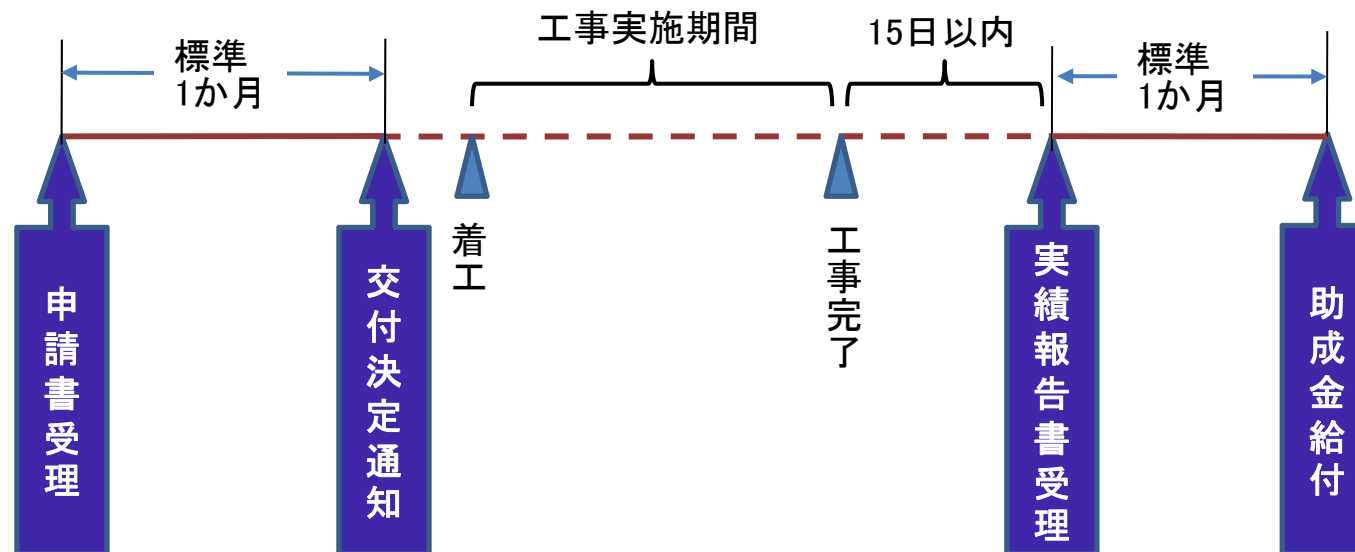 標準
1か月
工事実施期間
15日以内
標準
1か月
申請書受理
交付決定通知
着工
工事完了
実績報告書受理
助成金給付